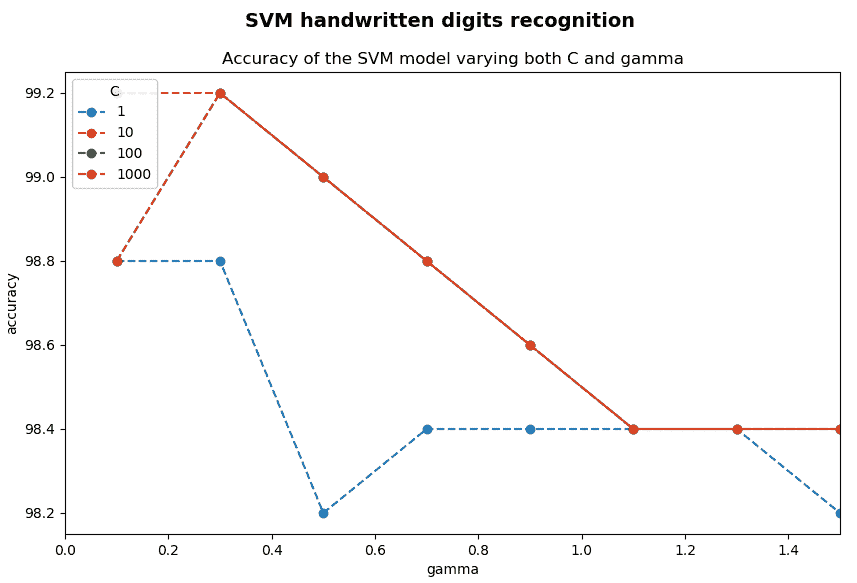 SVM handwritten digits recognition
Accuracy of the SVM model varying both C and gamma
C
1
10
100
1000
99.2
99.0
98.8
98.6
98.4
98.2
accuracy
0.0 0.2 0.4 0.6 0.8 1.0 1.2 1.4
gamma